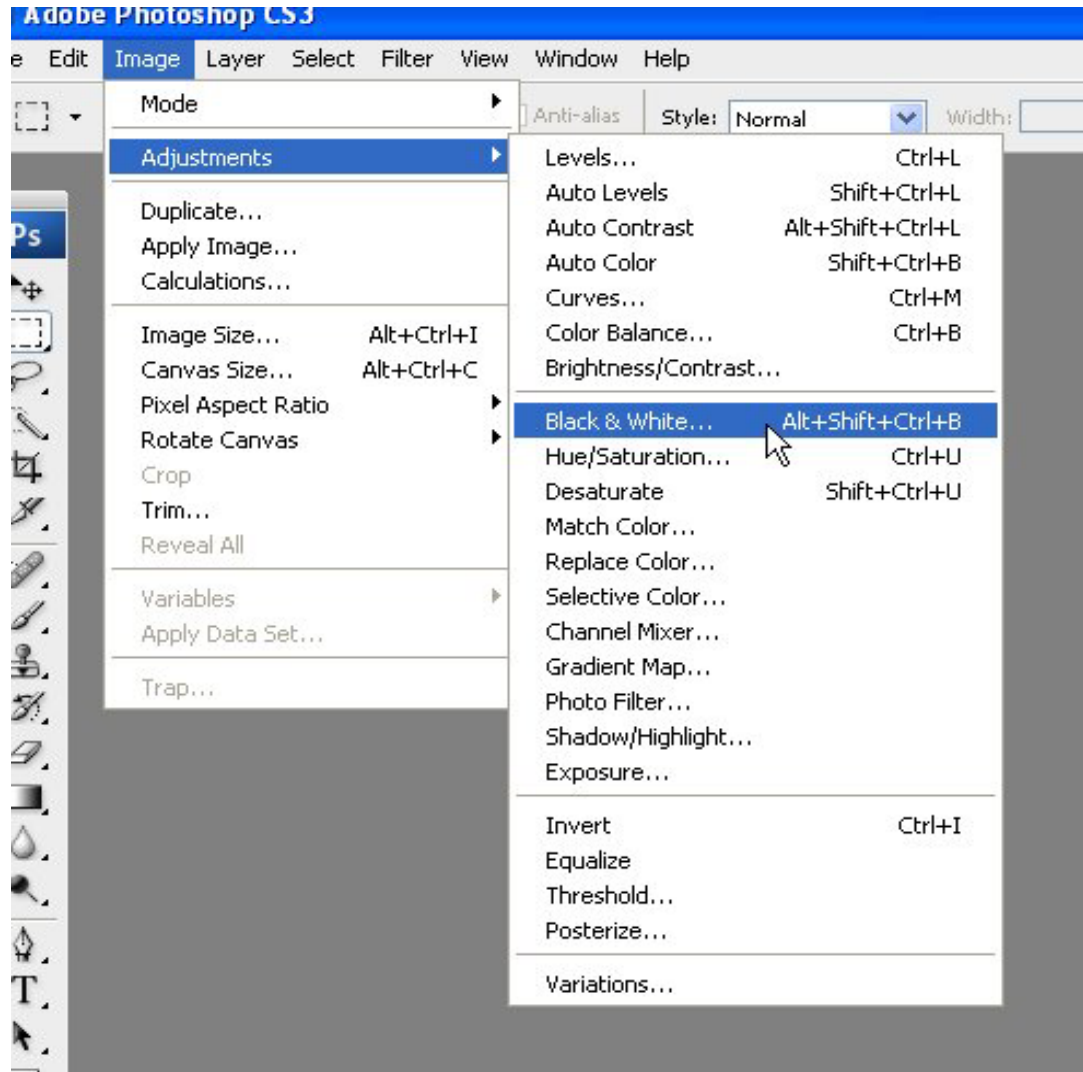 Adobe Photoshop CS3
e Edit Image Layer Select Filter View Window Help
Anti-alias Style: Normal Width:
Mode
Adjustments
Duplicate...
Apply Image...
Calculations...
Image Size... Alt+Ctrl+I
Canvas Size... Alt+Ctrl+C
Pixel Aspect Ratio
Rotate Canvas
Crop
Trim...
Reveal All
Variables
Apply Data Set...
Trap...
Levels... Ctrl+L
Auto Levels Shift+Ctrl+L
Auto Contrast Alt+Shift+Ctrl+L
Auto Color Shift+Ctrl+B
Curves... Ctrl+M
Color Balance... Ctrl+B
Brightness/Contrast...
Black & White... Alt+Shift+Ctrl+B
Hue/Saturation... Ctrl+U
Desaturate Shift+Ctrl+U
Match Color...
Replace Color...
Selective Color...
Channel Mixer...
Gradient Map...
Photo Filter...
Shadow/Highlight...
Exposure...
Invert Ctrl+I
Equalize
Threshold...
Posterize...
Variations...
Ps
T